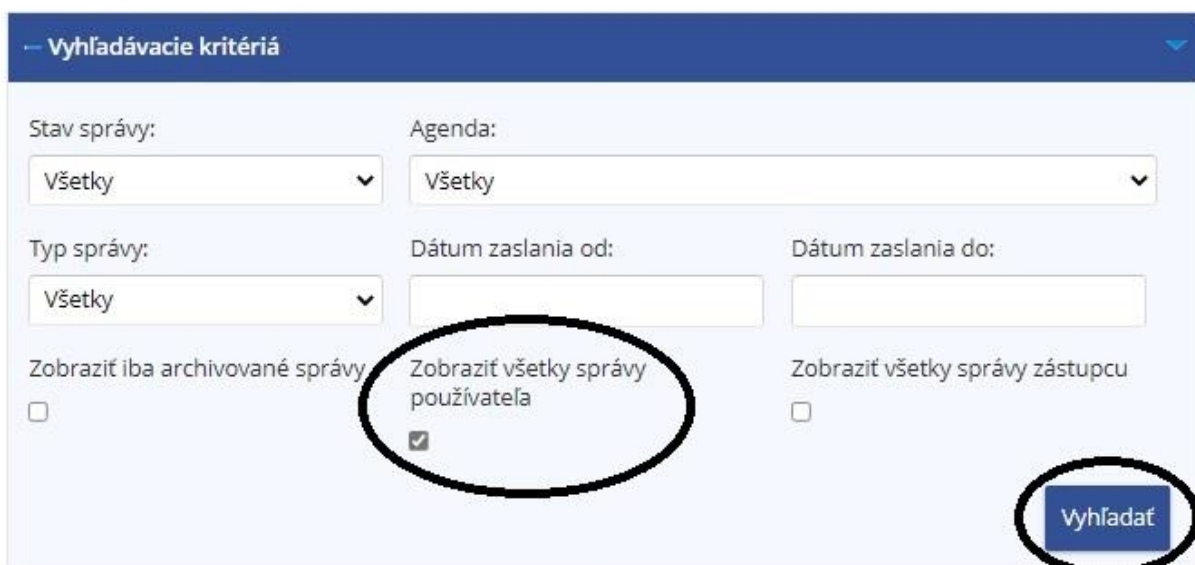 Vyhľadávacie kritériá
Stav správy:
Agenda:
Všetky
Všetky
Typ správy:
Dátum zaslania od:
Dátum zaslania do:
Všetky
Zobraziť iba archivované správy
Zobraziť všetky správy
používateľa
Zobraziť všetky správy zástupcu
Vyhľadať